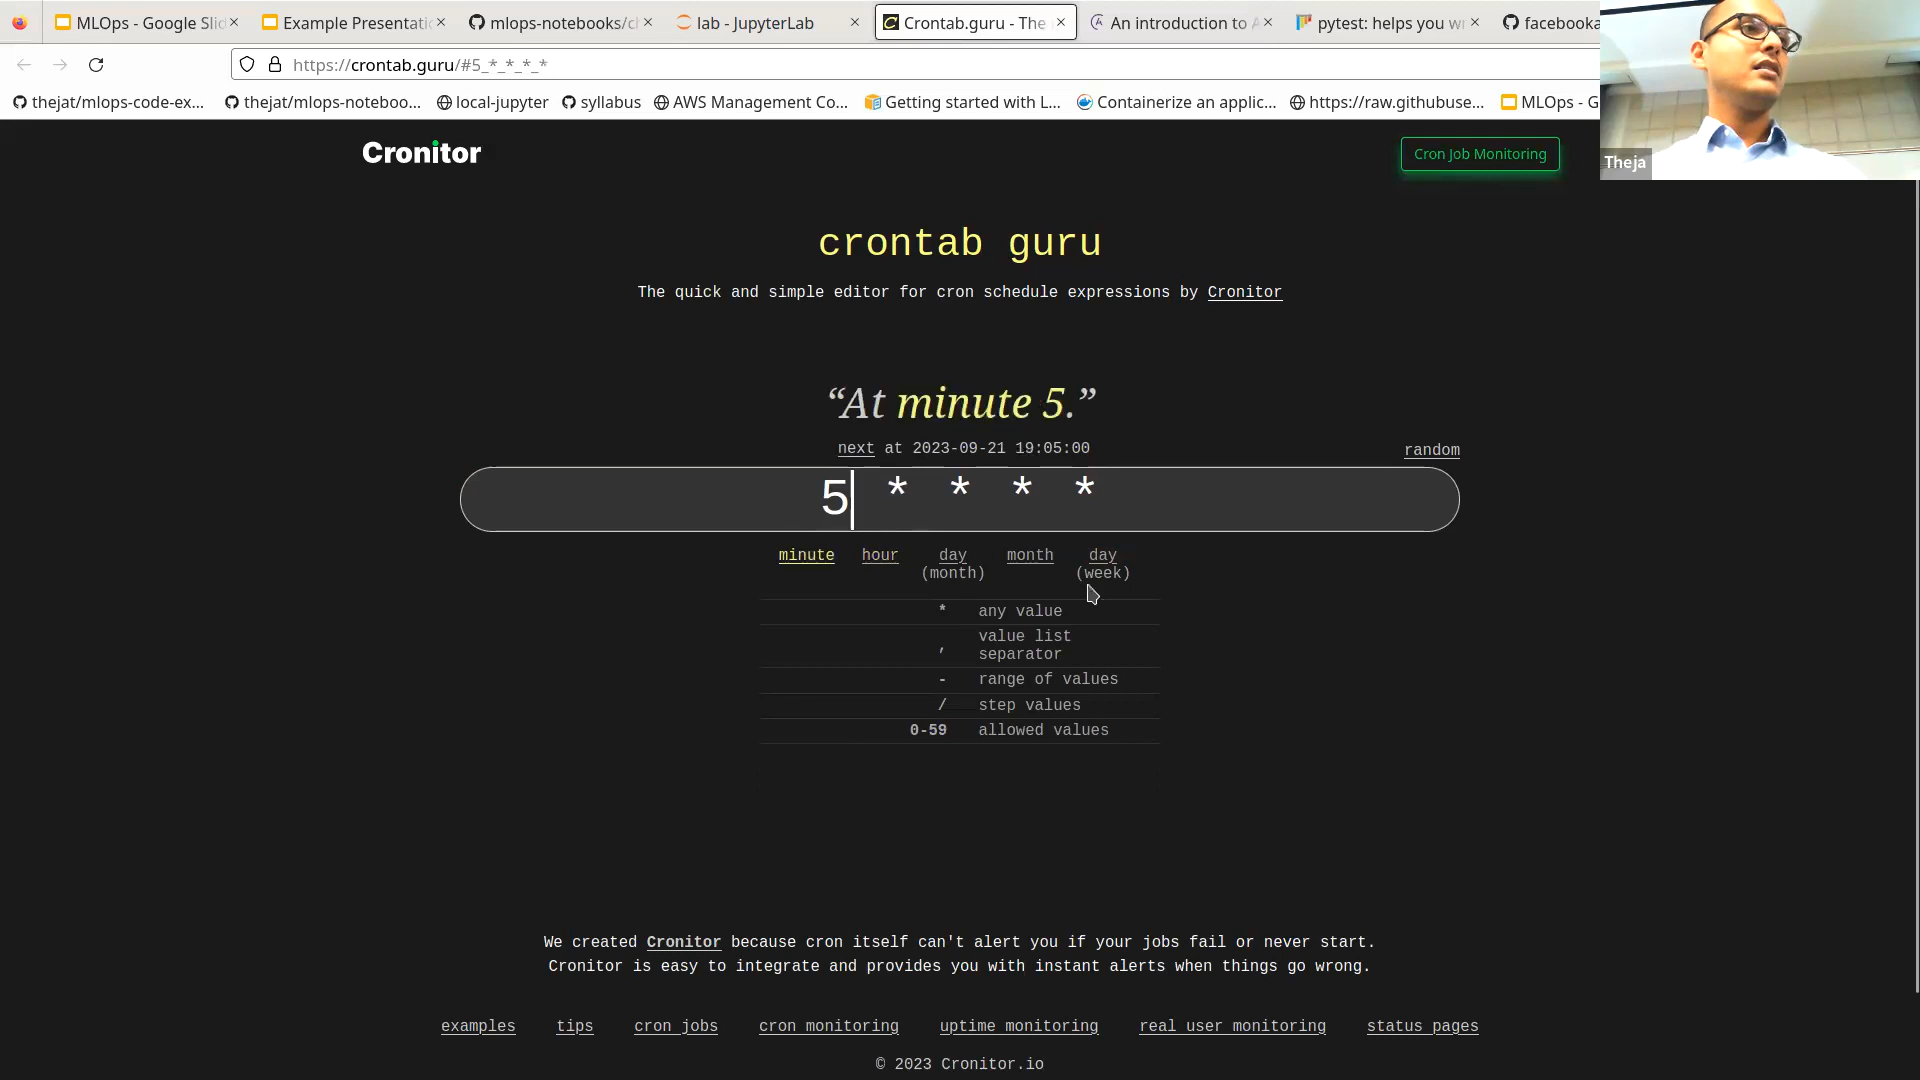 MLOps - Google Slid
Example Presentati
mlops-notebooks/c
lab - JupyterLab
Crontab.guru - The
An introduction to A
pytest: helps you w
facebooka
https://crontab.guru/#5_*_*_*_*
thejat/mlops-code-ex...
thejat/mlops-noteboo...
local-jupyter
syllabus
AWS Management Co...
Getting started with L...
Containerize an applic...
https://raw.githubuse...
MLOps - G
Theja
Cronitor
Cron Job Monitoring
crontab guru
The quick and simple editor for cron schedule expressions by Cronitor
“At minute 5.”
next at 2023-09-21 19:05:00
random
5 * * * *
minute hour day (month) month day (week)
* any value
, value list separator
- range of values
/ step values
0-59 allowed values
We created Cronitor because cron itself can't alert you if your jobs fail or never start.
Cronitor is easy to integrate and provides you with instant alerts when things go wrong.
examples tips cron jobs cron monitoring uptime monitoring real user monitoring status pages
© 2023 Cronitor.io